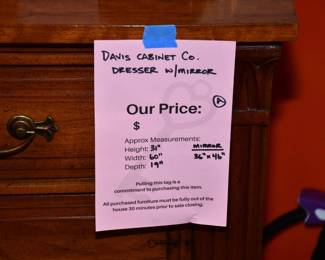 DAVIS CABINET CO.
DRESSER W/MIRROR
Our Price:
A
$
Approx Measurements:
Height: 31" MIRROR
Width: 60" 36" x 46"
Depth: 19"
Pulling this tag is a
commitment to purchasing this item.
All purchased furniture must be fully out of the
house 30 minutes prior to sale closing.